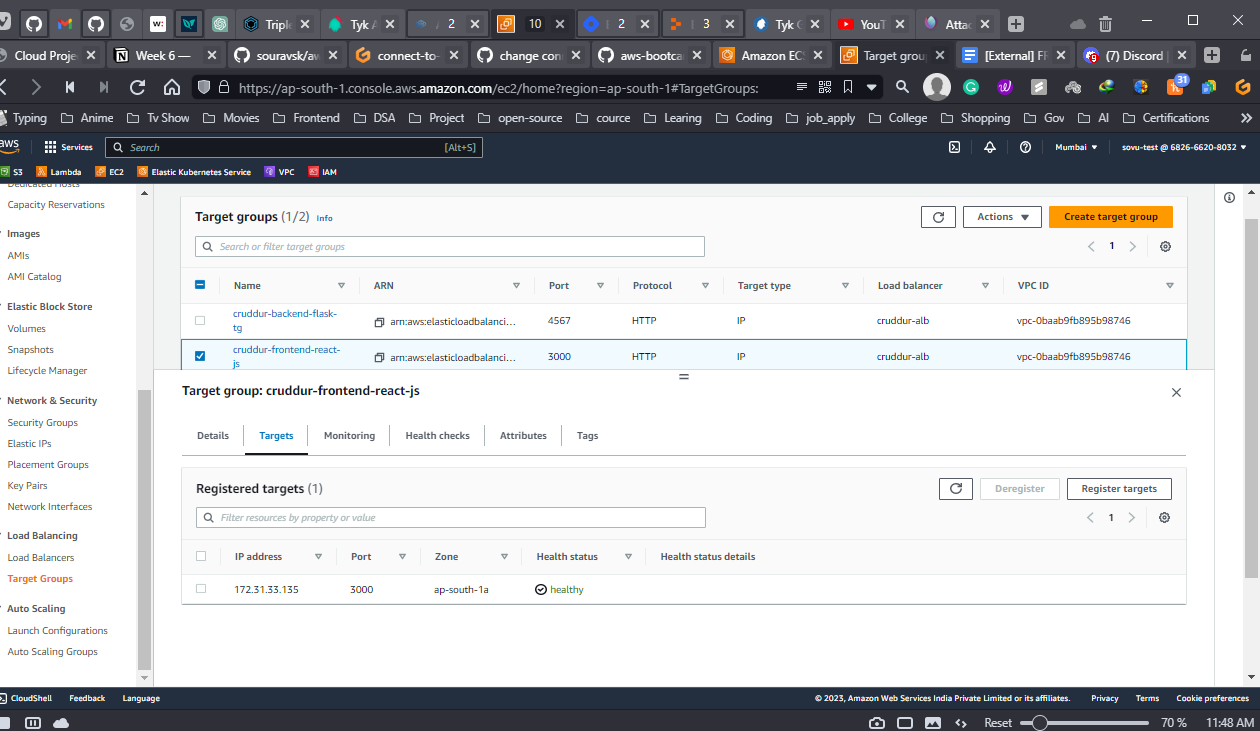 Triple
Tyk A
2
10
2
3
Tyk C
YouT
Attac
Cloud Proje
Week 6 —
souravsk/aw
connect-to-
change cont
aws-bootca
Amazon ECS
Target grou
[External] FR
(7) Discord |
https://ap-south-1.console.aws.amazon.com/ec2/home?region=ap-south-1#TargetGroups:
31
Typing
Anime
Tv Show
Movies
Frontend
DSA
Project
open-source
cource
Learing
Coding
job_apply
College
Shopping
Gov
AI
Certifications
aws
Services
Search
[Alt+S]
Mumbai
sovu-test @ 6826-6620-8032
S3
Lambda
EC2
Elastic Kubernetes Service
VPC
IAM
Dedicated Hosts
Capacity Reservations
Images
AMIs
AMI Catalog
Elastic Block Store
Volumes
Snapshots
Lifecycle Manager
Network & Security
Security Groups
Elastic IPs
Placement Groups
Key Pairs
Network Interfaces
Load Balancing
Load Balancers
Target Groups
Auto Scaling
Launch Configurations
Auto Scaling Groups
Target groups (1/2) Info
Actions
Create target group
Search or filter target groups
1
Name
ARN
Port
Protocol
Target type
Load balancer
VPC ID
cruddur-backend-flask-
tg
arn:aws:elasticloadbalanci...
4567
HTTP
IP
cruddur-alb
vpc-0baab9fb895b98746
cruddur-frontend-react-
js
arn:aws:elasticloadbalanci...
3000
HTTP
IP
cruddur-alb
vpc-0baab9fb895b98746
Target group: cruddur-frontend-react-js
Details
Targets
Monitoring
Health checks
Attributes
Tags
Registered targets (1)
Deregister
Register targets
Filter resources by property or value
1
IP address
Port
Zone
Health status
Health status details
172.31.33.135
3000
ap-south-1a
healthy
CloudShell
Feedback
Language
© 2023, Amazon Web Services India Private Limited or its affiliates.
Privacy
Terms
Cookie preferences
Reset
70 %
11:48 AM